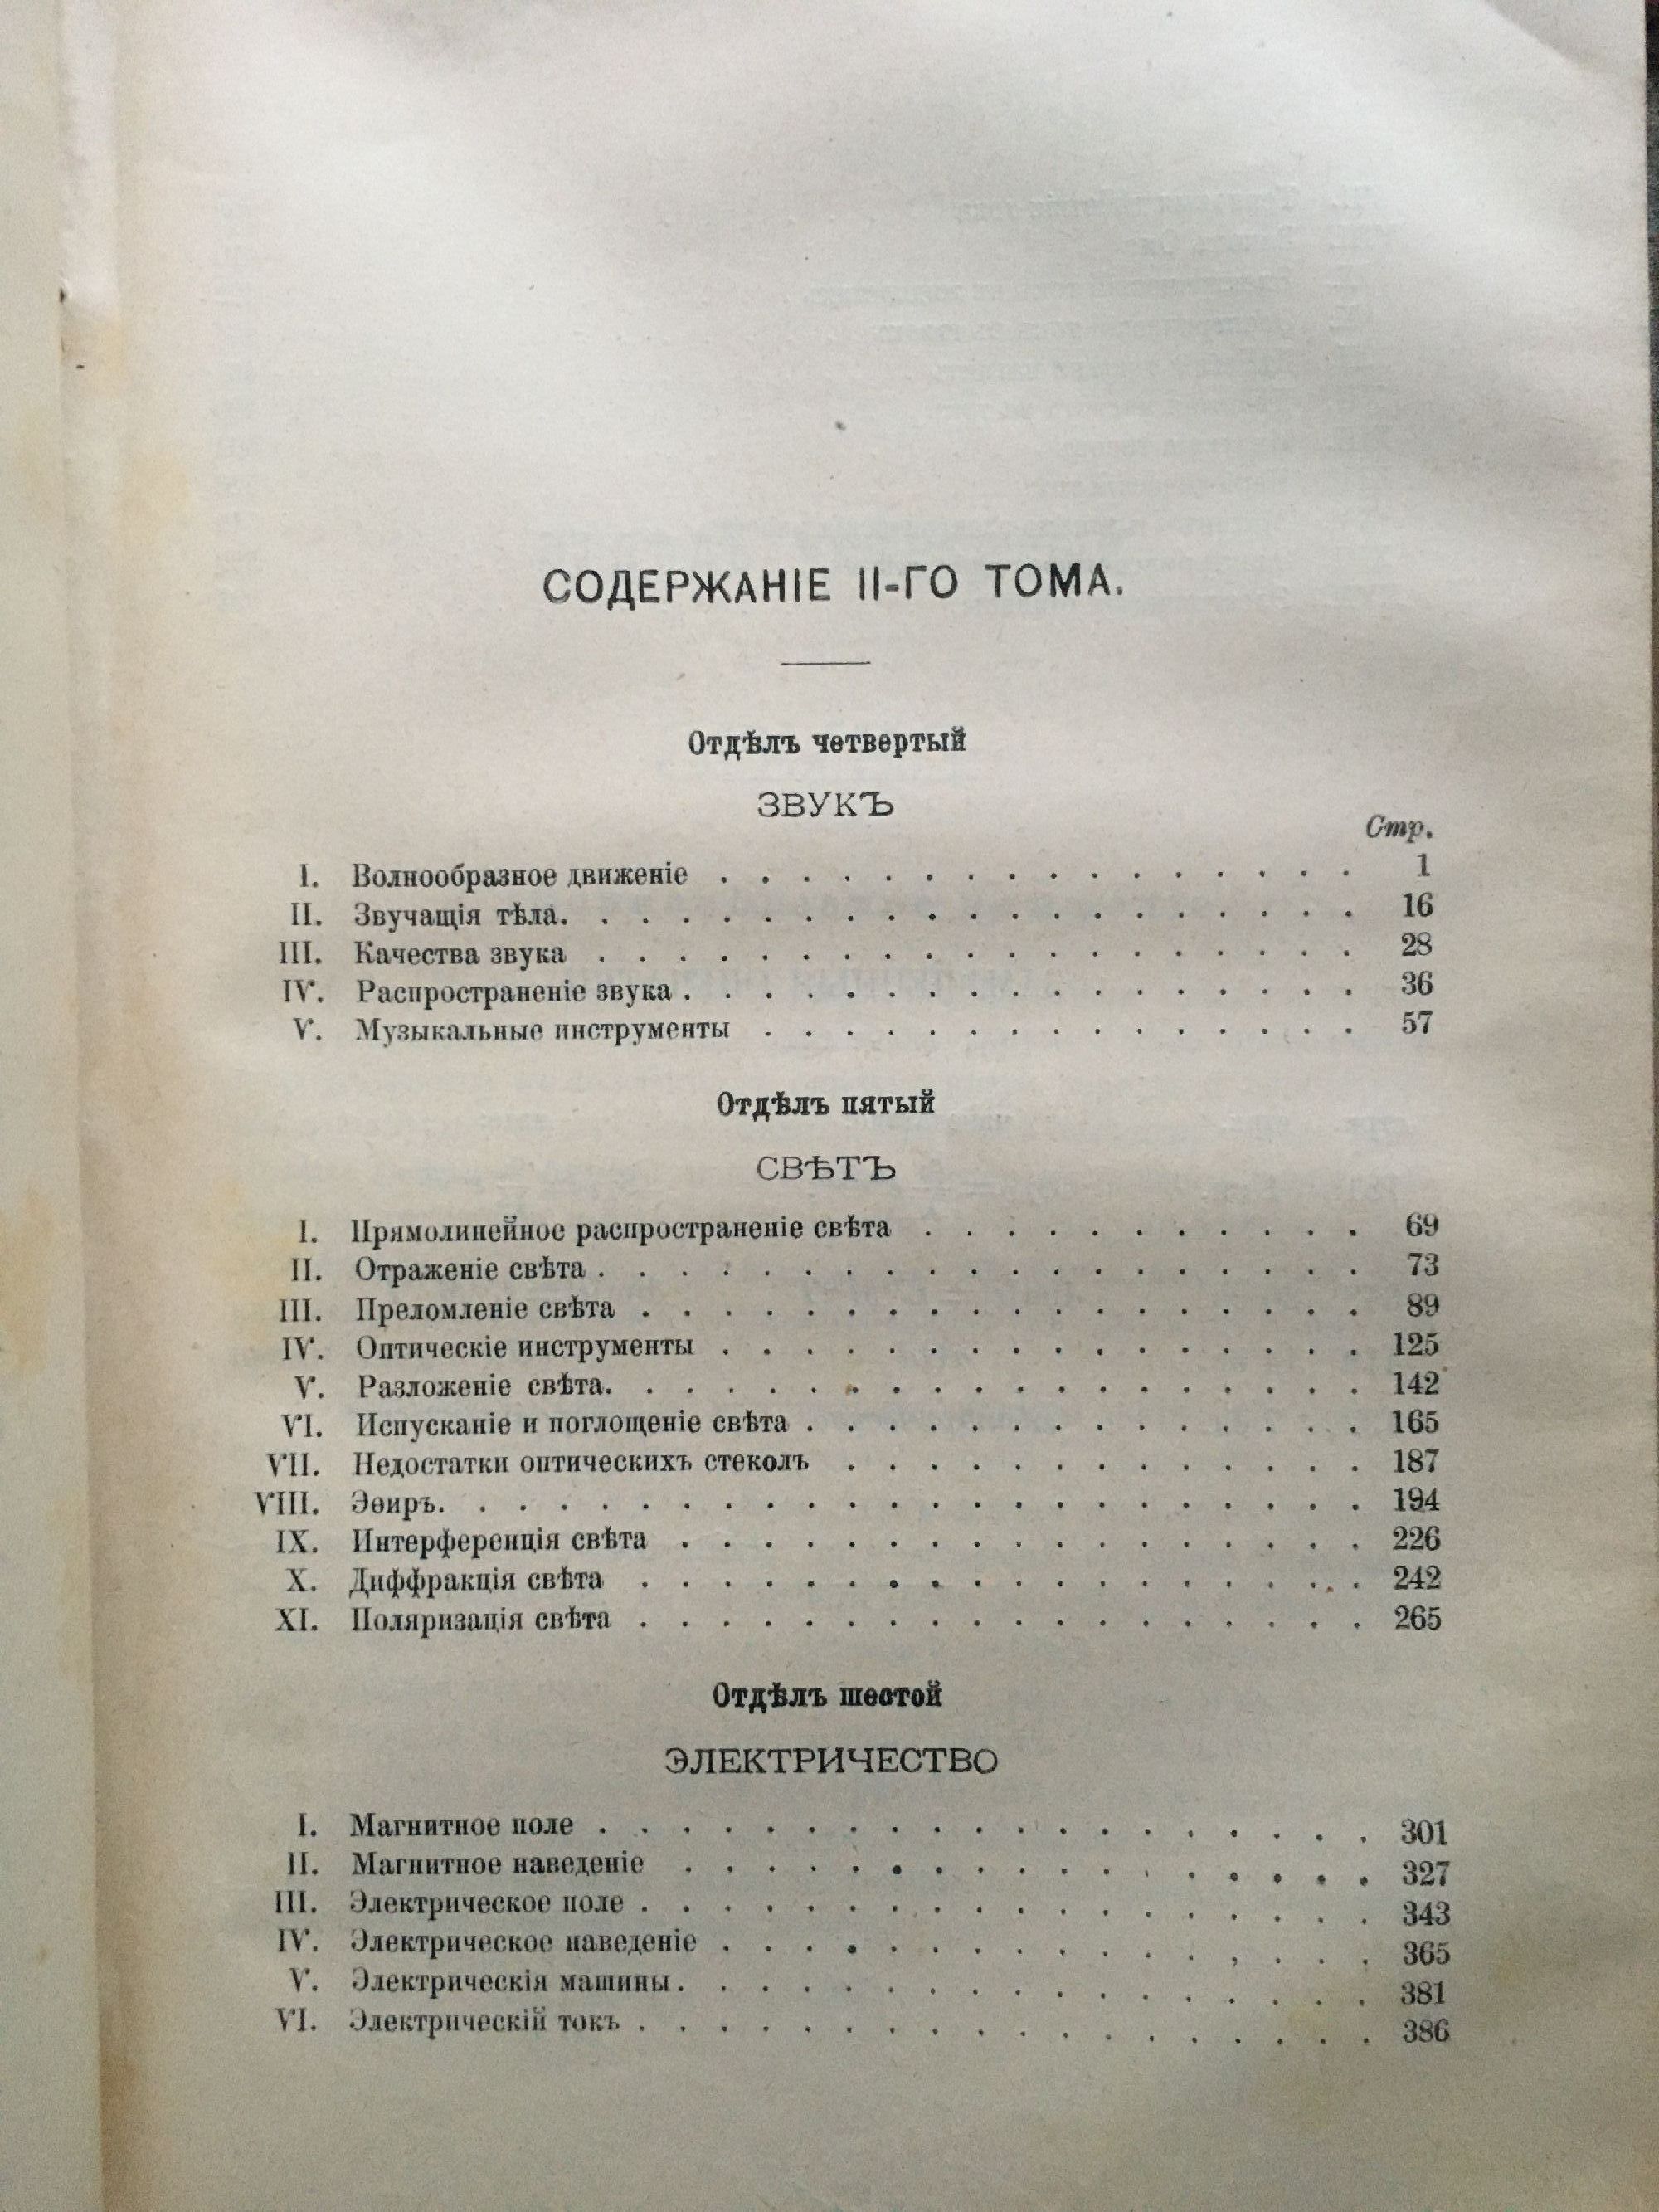 СОДЕРЖАНІЕ II-ГО ТОМА.
Отдѣлъ четвертый
ЗВУКЪ
Стр.
I. Волнообразное движеніе . . . . . . . . . . . . . . . . 1
II. Звучащія тѣла. . . . . . . . . . . . . . . . . . . . 16
III. Качества звука . . . . . . . . . . . . . . . . . . . 28
IV. Распространеніе звука . . . . . . . . . . . . . . . . . 36
V. Музыкальные инструменты . . . . . . . . . . . . . . . 57
Отдѣлъ пятый
СВѢТЪ
I. Прямолинейное распространеніе свѣта . . . . . . . . . . . 69
II. Отраженіе свѣта . . . . . . . . . . . . . . . . . . . 73
III. Преломленіе свѣта . . . . . . . . . . . . . . . . . . 89
IV. Оптическіе инструменты . . . . . . . . . . . . . . . . 125
V. Разложеніе свѣта. . . . . . . . . . . . . . . . . . . 142
VI. Испусканіе и поглощеніе свѣта . . . . . . . . . . . . . . 165
VII. Недостатки оптическихъ стеколъ . . . . . . . . . . . . . 187
VIII. Эѳиръ. . . . . . . . . . . . . . . . . . . . . . . 194
IX. Интерференція свѣта . . . . . . . . . . . . . . . . . 226
X. Диффракція свѣта . . . . . . . . . . . . . . . . . . 242
XI. Поляризація свѣта . . . . . . . . . . . . . . . . . . 265
Отдѣлъ шестой
ЭЛЕКТРИЧЕСТВО
I. Магнитное поле . . . . . . . . . . . . . . . . . . . 301
II. Магнитное наведеніе . . . . . . . . . . . . . . . . . 327
III. Электрическое поле . . . . . . . . . . . . . . . . . . 343
IV. Электрическое наведеніе . . . . . . . . . . . . . . . . 365
V. Электрическія машины. . . . . . . . . . . . . . . . . 381
VI. Электрическій токъ . . . . . . . . . . . . . . . . . . 386